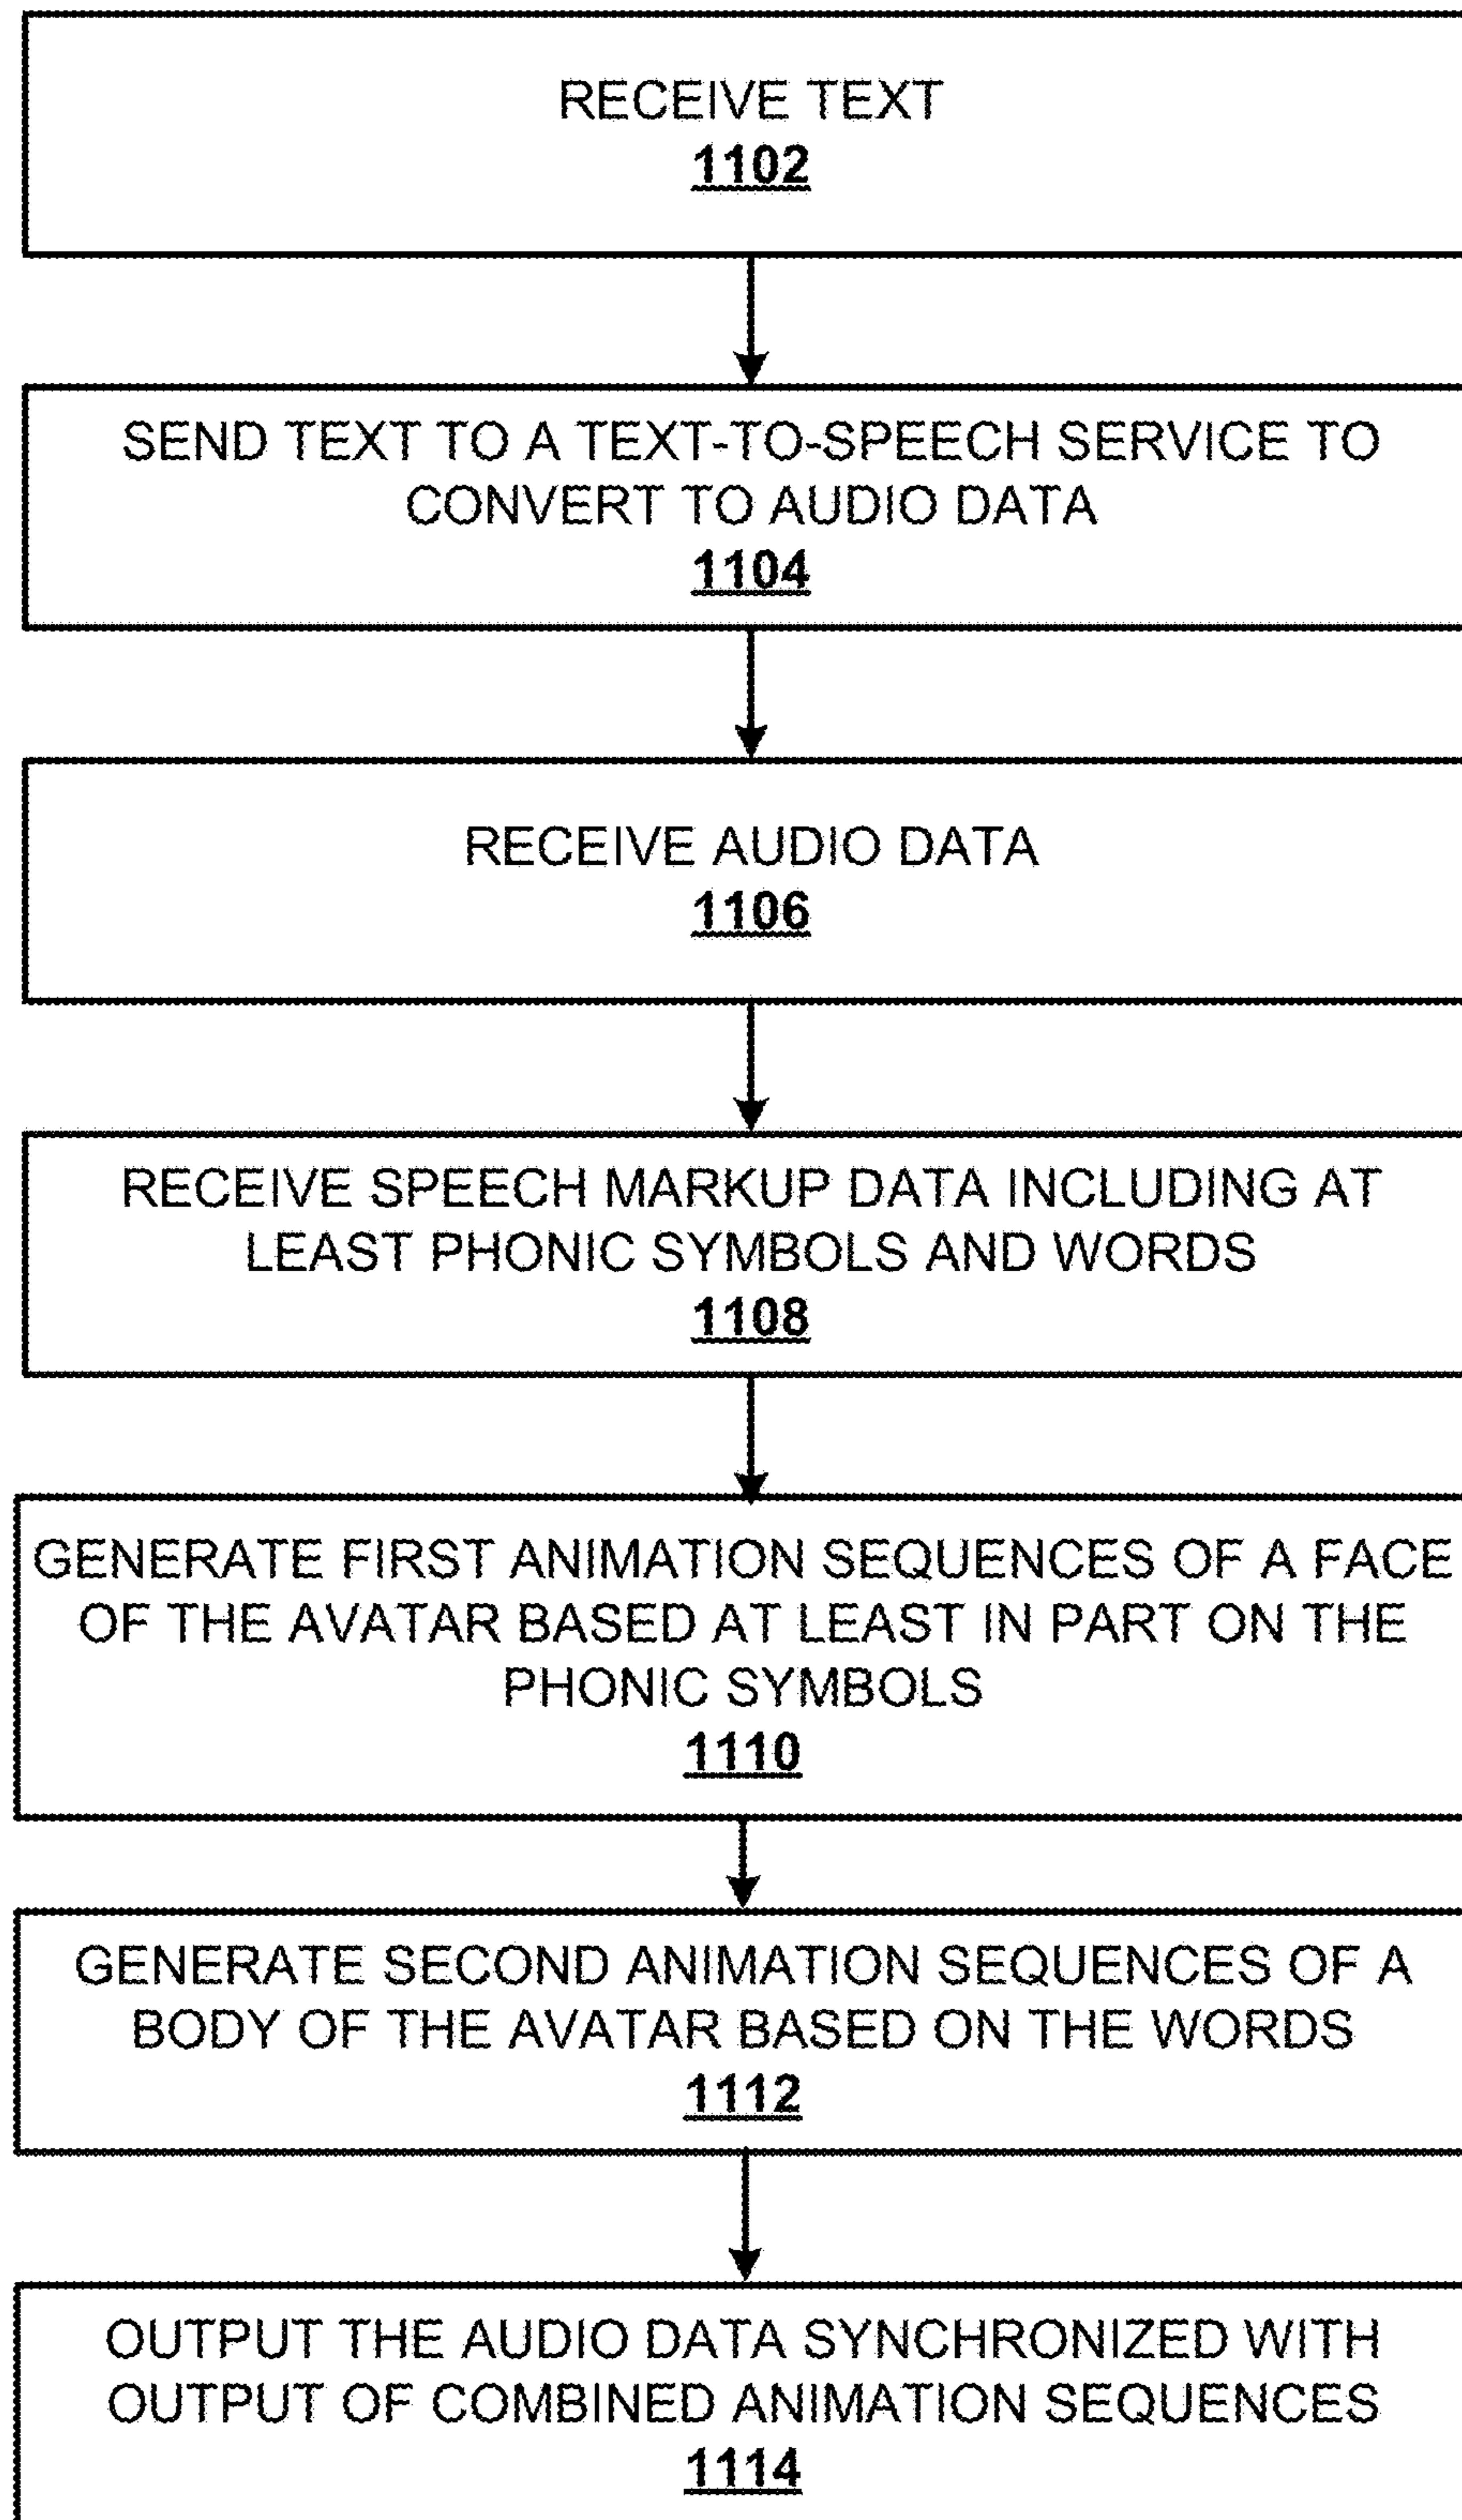 RECEIVE TEXT
1102
SEND TEXT TO A TEXT-TO-SPEECH SERVICE TO
CONVERT TO AUDIO DATA
1104
RECEIVE AUDIO DATA
1106
RECEIVE SPEECH MARKUP DATA INCLUDING AT
LEAST PHONIC SYMBOLS AND WORDS
1108
GENERATE FIRST ANIMATION SEQUENCES OF A FACE
OF THE AVATAR BASED AT LEAST IN PART ON THE
PHONIC SYMBOLS
1110
GENERATE SECOND ANIMATION SEQUENCES OF A
BODY OF THE AVATAR BASED ON THE WORDS
1112
OUTPUT THE AUDIO DATA SYNCHRONIZED WITH
OUTPUT OF COMBINED ANIMATION SEQUENCES
1114